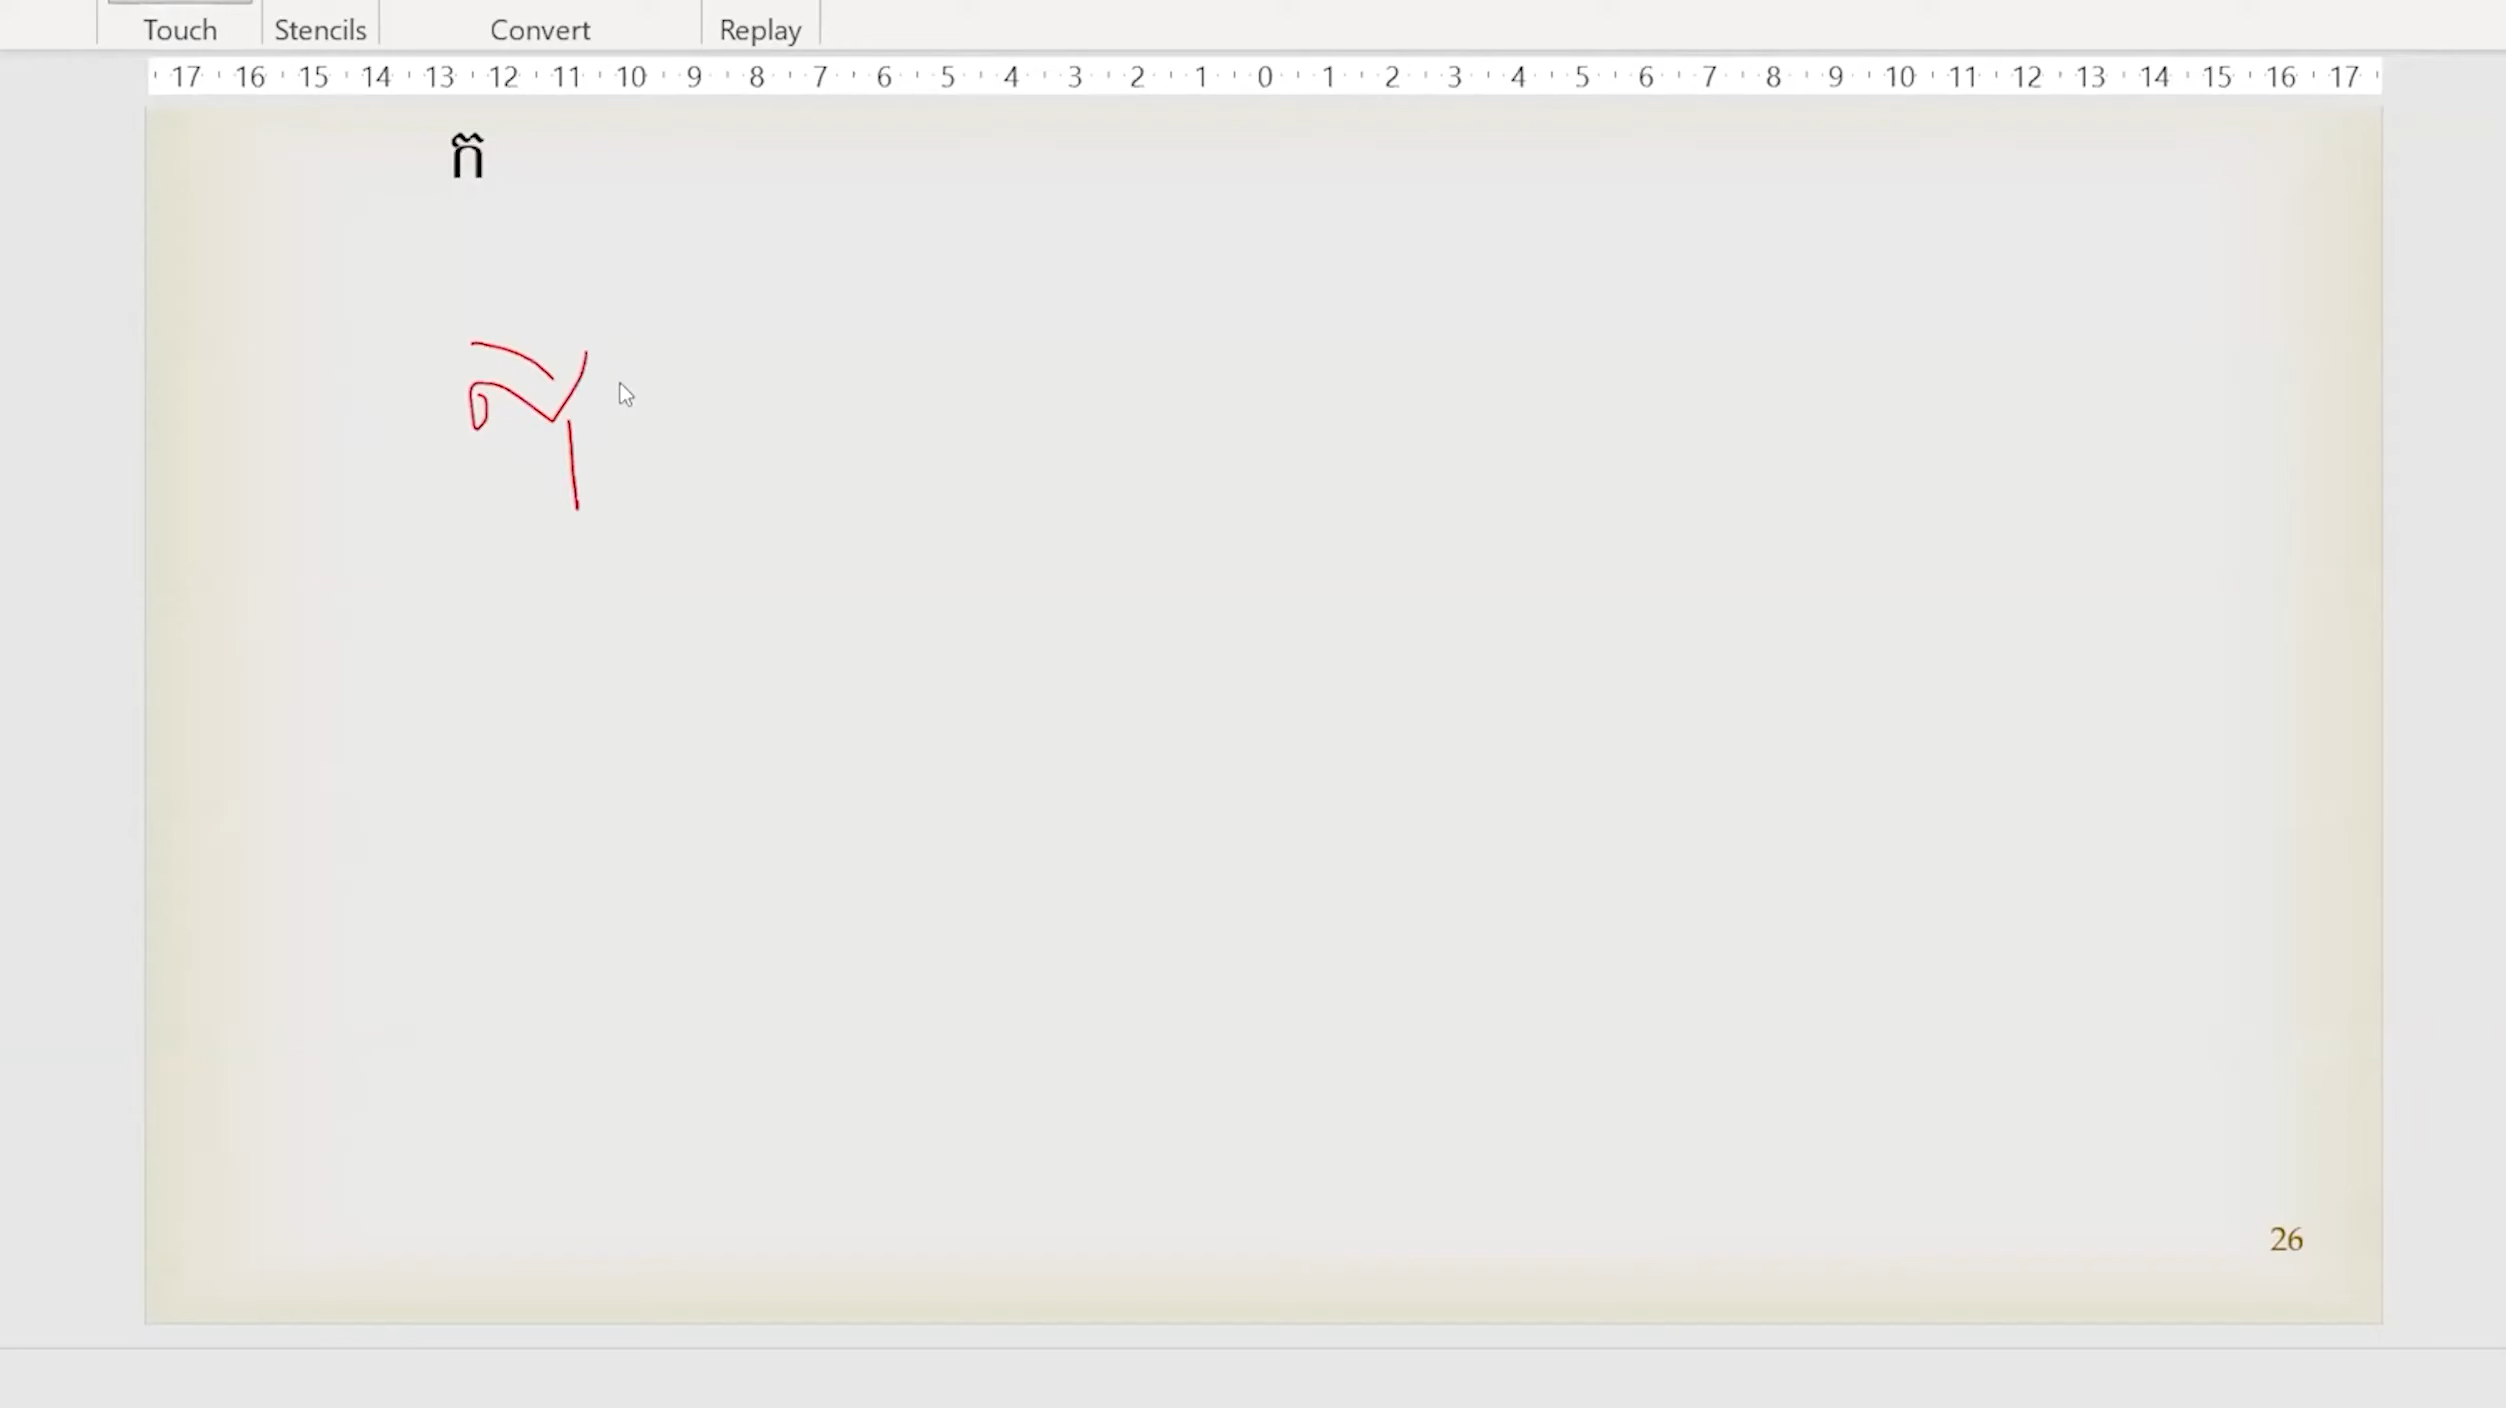 Touch Stencils Convert Replay
17 16 15 14 13 12 11 10 9 8 7 6 5 4 3 2 1 0 1 2 3 4 5 6 7 8 9 10 11 12 13 14 15 16 17
ក
26